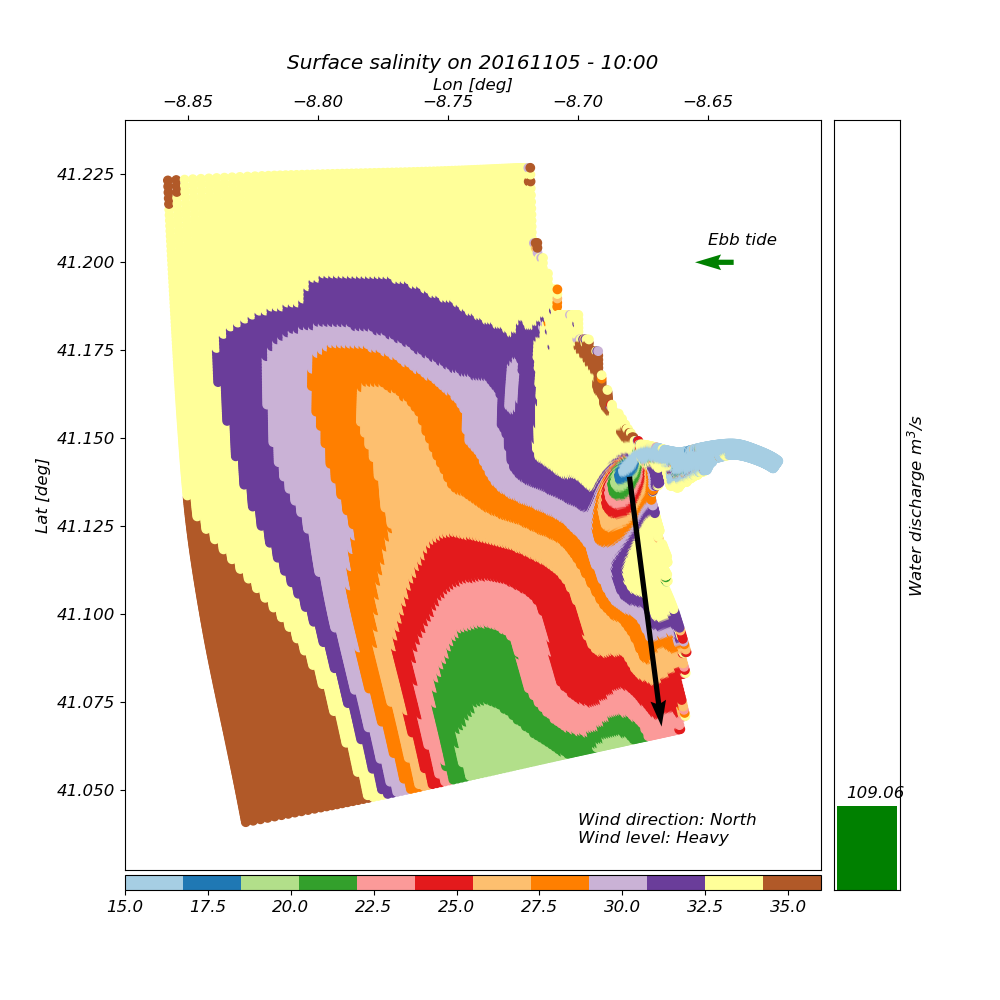 Surface salinity on 20161105 - 10:00
Lon [deg]
−8.85 −8.80 −8.75 −8.70 −8.65
41.225
41.200
41.175
41.150
41.125
41.100
41.075
41.050
Lat [deg]
Ebb tide
Wind direction: North
Wind level: Heavy
15.0 17.5 20.0 22.5 25.0 27.5 30.0 32.5 35.0
109.06
Water discharge m³/s